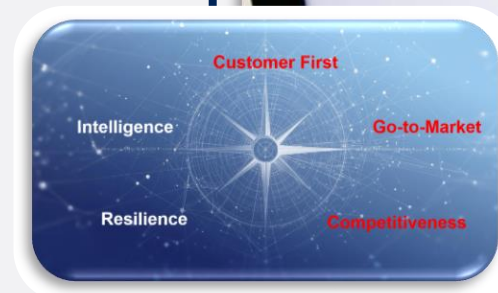 Customer First
Intelligence
Go-to-Market
Resilience
Competitiveness